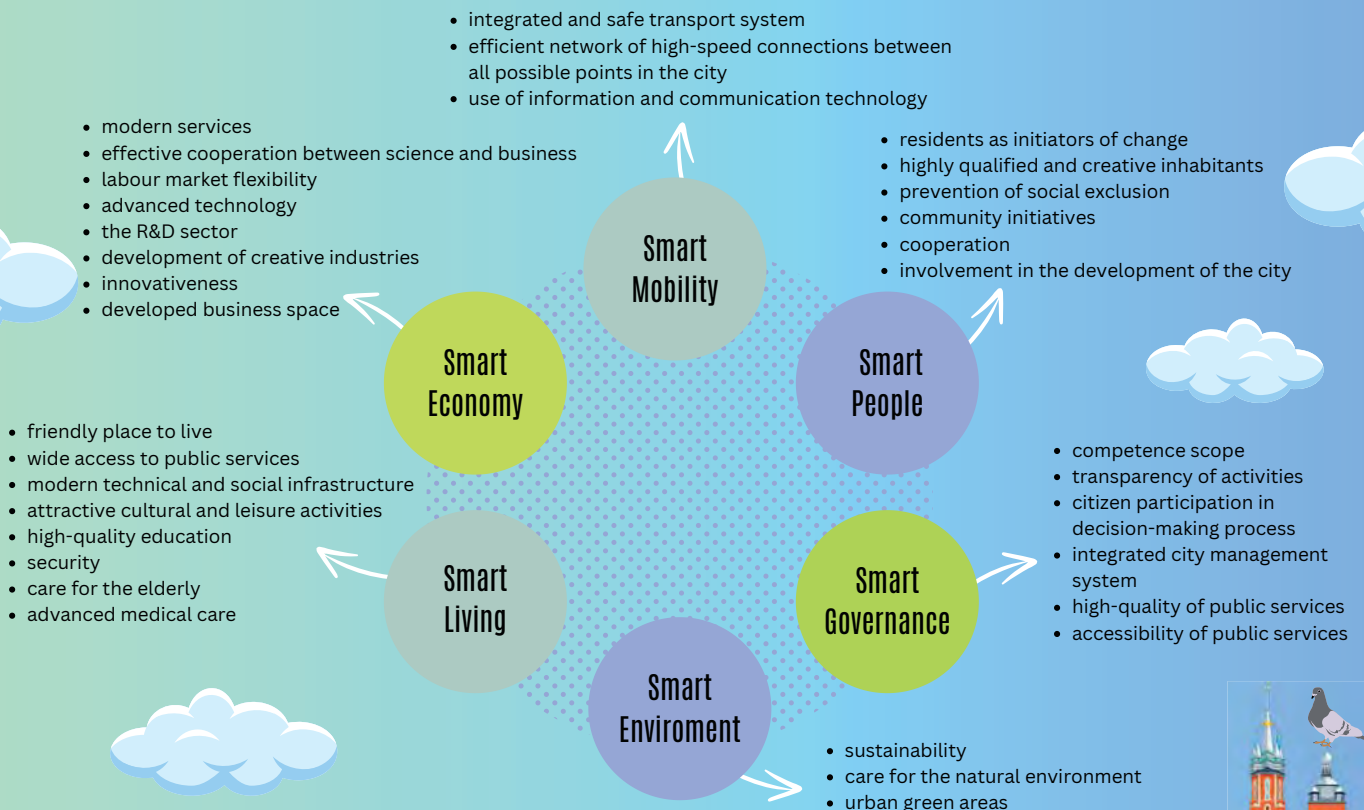 • integrated and safe transport system
• efficient network of high-speed connections between
all possible points in the city
• use of information and communication technology
• modern services
• effective cooperation between science and business
• labour market flexibility
• advanced technology
• the R&D sector
• development of creative industries
• innovativeness
• developed business space
• residents as initiators of change
• highly qualified and creative inhabitants
• prevention of social exclusion
• community initiatives
• cooperation
• involvement in the development of the city
Smart
Mobility
Smart
Economy
Smart
People
• friendly place to live
• wide access to public services
• modern technical and social infrastructure
• attractive cultural and leisure activities
• high-quality education
• security
• care for the elderly
• advanced medical care
• competence scope
• transparency of activities
• citizen participation in
decision-making process
• integrated city management
system
• high-quality of public services
• accessibility of public services
Smart
Living
Smart
Governance
Smart
Enviroment
• sustainability
• care for the natural environment
• urban green areas